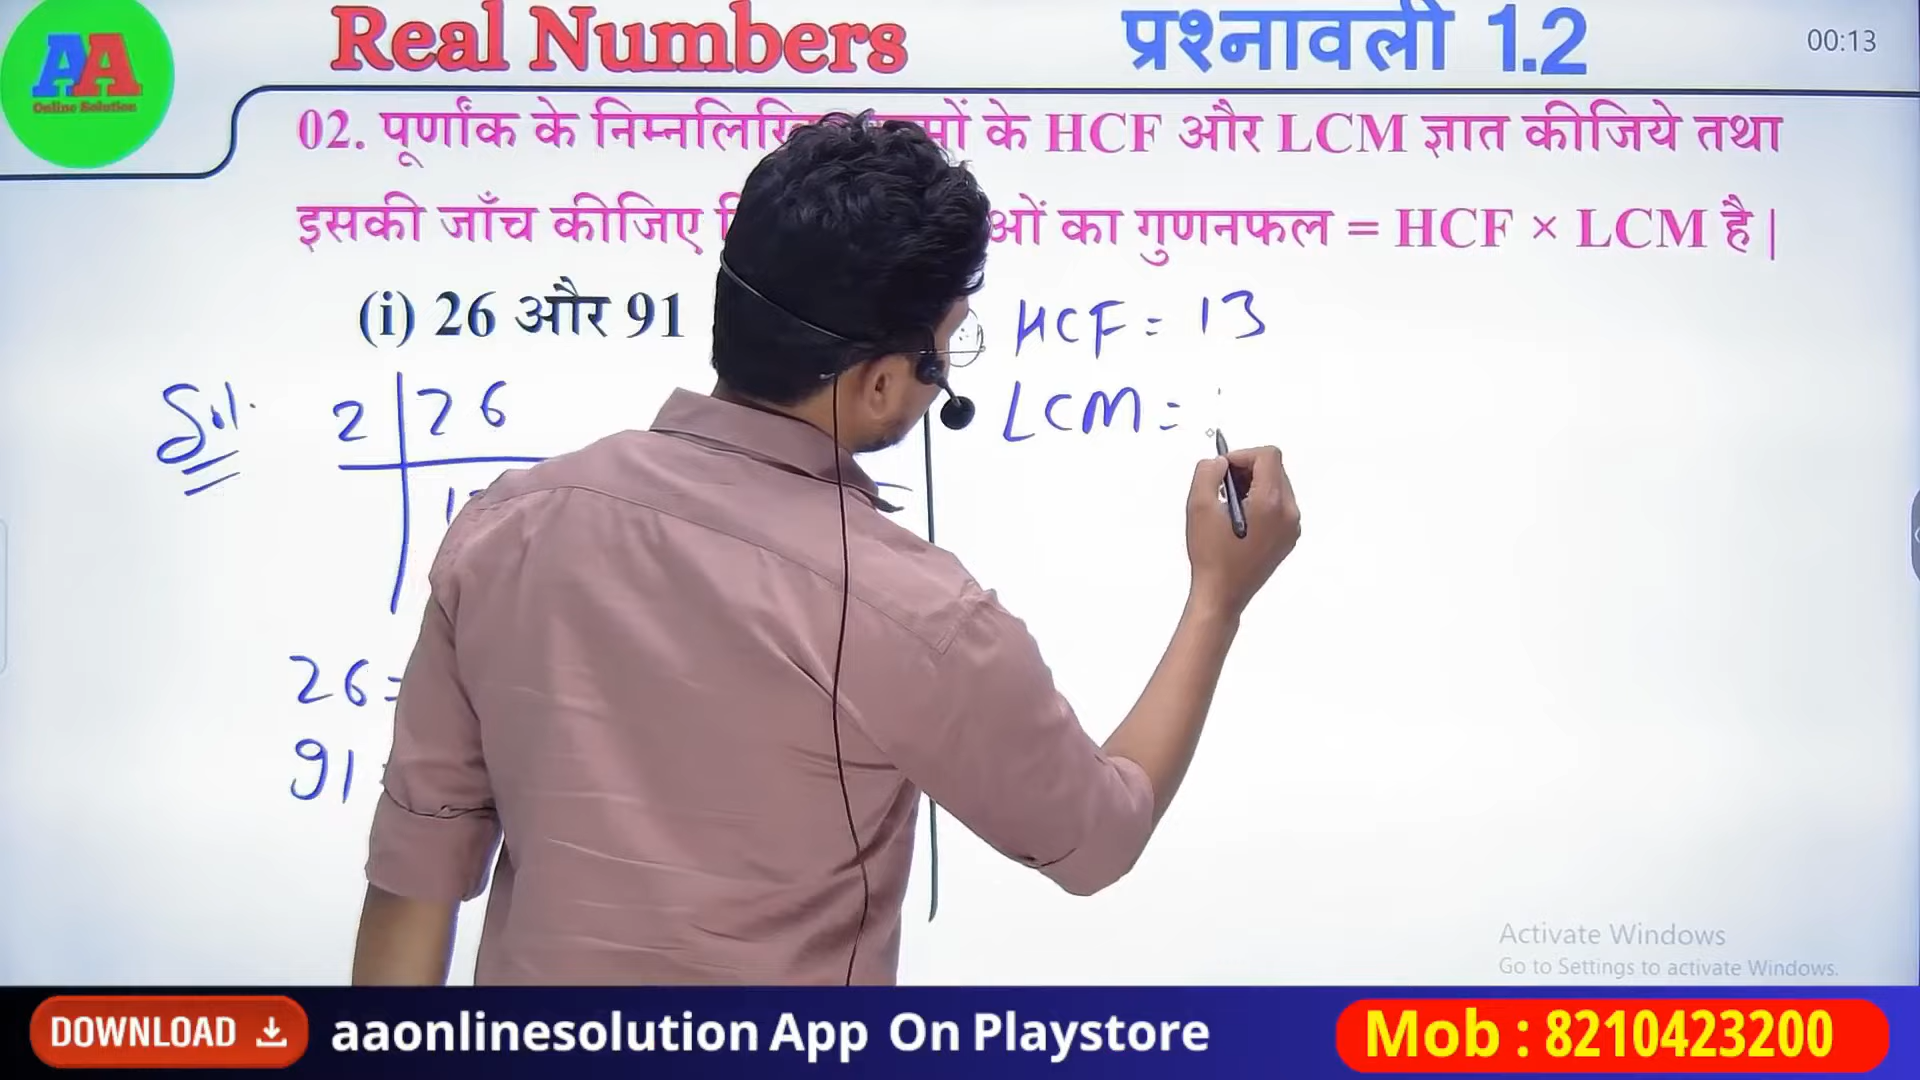 AA
Online Solution
Real Numbers
प्रश्नावली 1.2
00:13
02. पूर्णांक के के HCF और LCM ज्ञात कीजिये तथा
इसकी जाँच कीजिए का गुणनफल = HCF × LCM है |
(i) 26 और 91
HCF = 13
Sol.
2 26
LCM =
26 =
91 =
Activate Windows
Go to Settings to activate Windows.
DOWNLOAD
aaonlinesolution App On Playstore
Mob : 8210423200